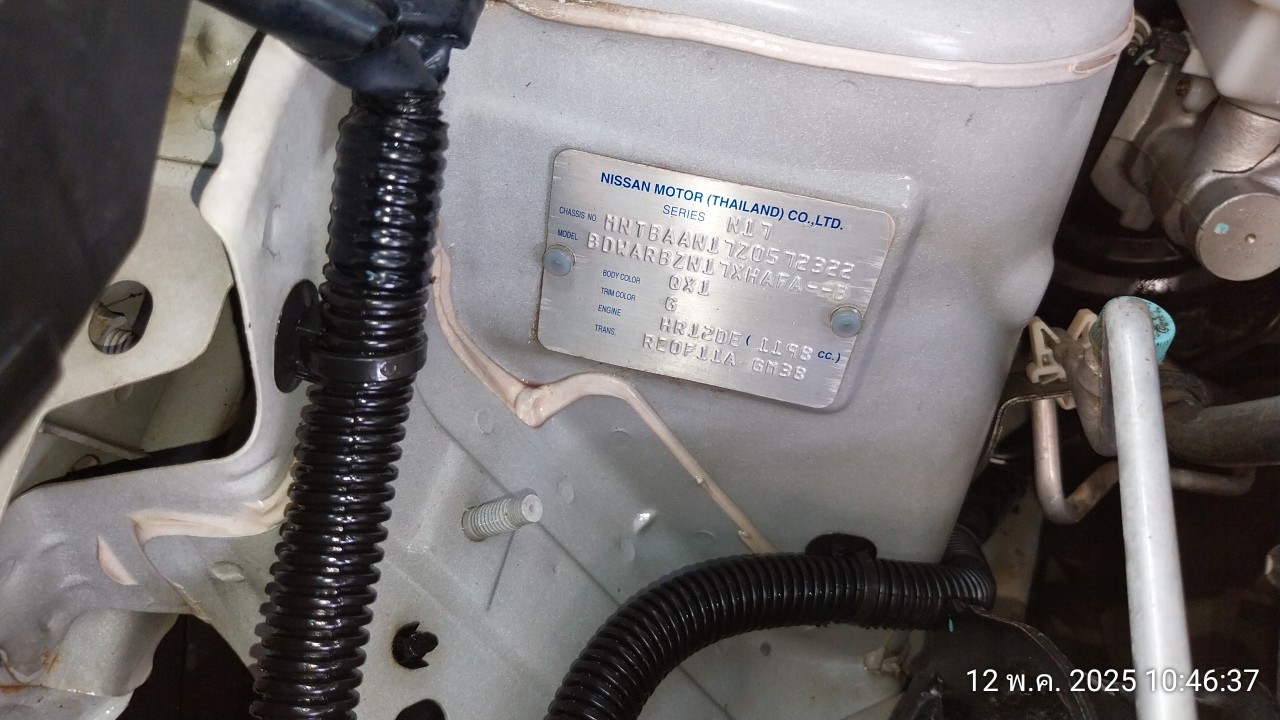 NISSAN MOTOR (THAILAND) CO.,LTD.
SERIES N17
CHASSIS NO. MNTBAAN17Z0572322
MODEL BDWARBZN17XHAFA--B
BODY COLOR QX1
TRIM COLOR G
ENGINE HR12DE ( 1198 CC.)
TRANS. RE0F11A GM38
12 พ.ค. 2025 10:46:37